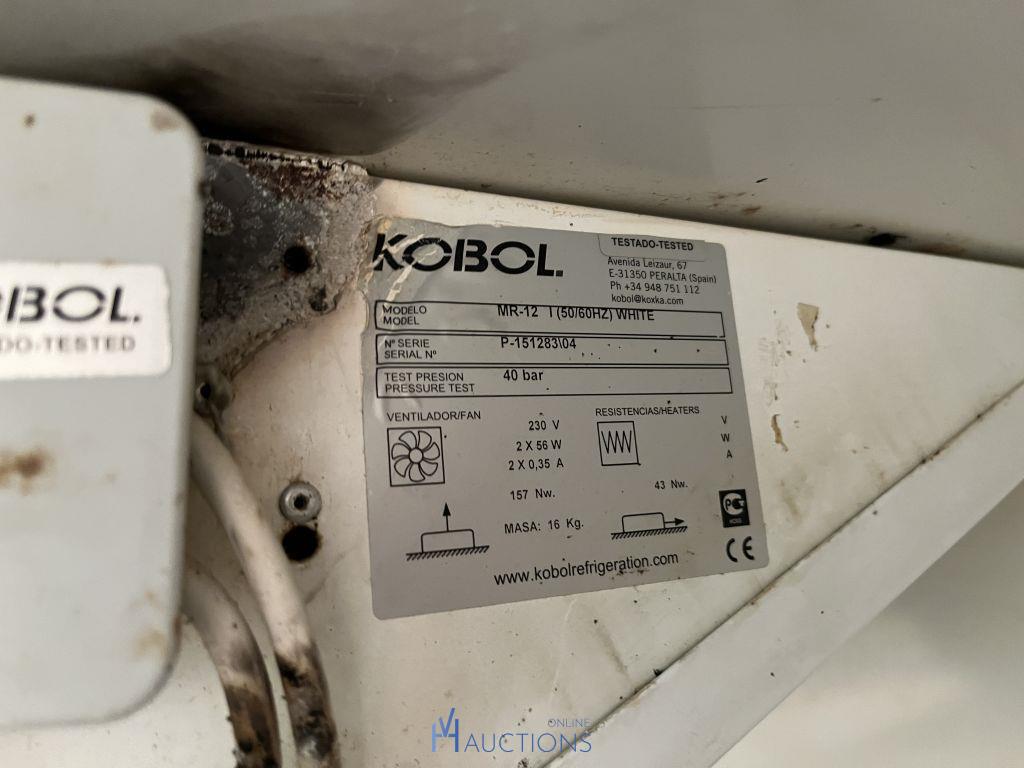 OBOL.
DO-TESTED
KOBOL.
TESTADO-TESTED
Avenida Leizaur, 67
E-31350 PERALTA (Spain)
Ph +34 948 751 112
kobol@koxka.com
MODELO
MODEL
MR-12 I (50/60HZ) WHITE
Nº SERIE
SERIAL Nº
P-151283\04
TEST PRESION
PRESSURE TEST
40 bar
VENTILADOR/FAN
230 V
2 X 56 W
2 X 0,35 A
RESISTENCIAS/HEATERS
V
W
A
157 Nw.
43 Nw.
MASA: 16 Kg.
www.kobolrefrigeration.com
CE
ONLINE
AUCTIONS